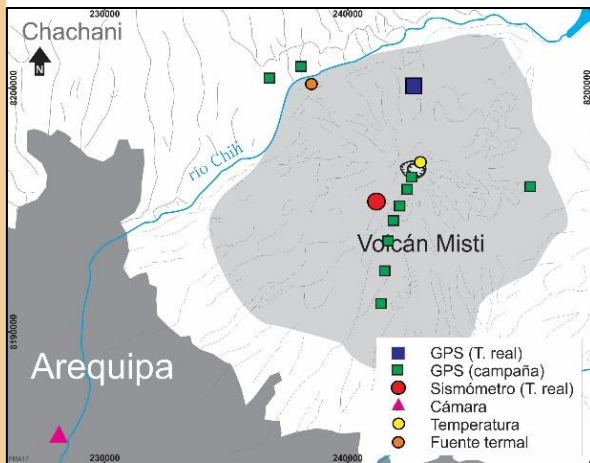 230000
240000
Chachani
N
8200000
8200000
río Chili
Volcán Misti
8190000
Arequipa
GPS (T. real)
GPS (campaña)
Sismómetro (T. real)
Cámara
Temperatura
Fuente termal
230000
240000